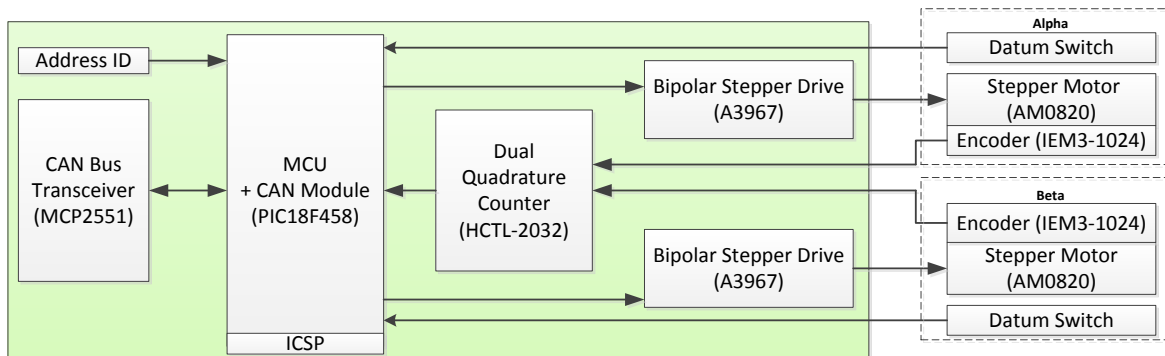 Address ID
CAN Bus
Transceiver
(MCP2551)
MCU
+ CAN Module
(PIC18F458)
ICSP
Dual
Quadrature
Counter
(HCTL-2032)
Bipolar Stepper Drive
(A3967)
Bipolar Stepper Drive
(A3967)
Alpha
Datum Switch
Stepper Motor
(AM0820)
Encoder (IEM3-1024)
Beta
Encoder (IEM3-1024)
Stepper Motor
(AM0820)
Datum Switch